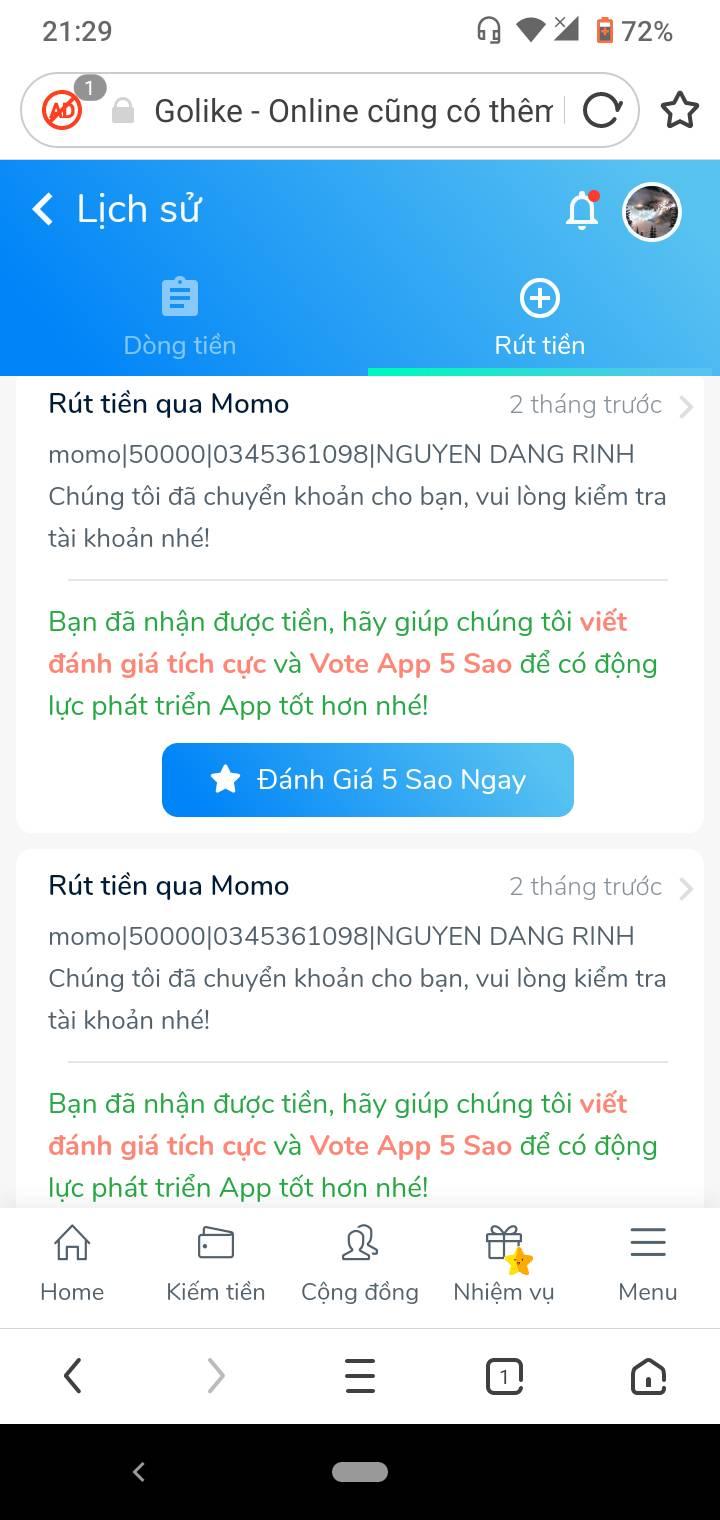 21:29
72%
1
Golike - Online cũng có thêm
Lịch sử
Dòng tiền
Rút tiền
Rút tiền qua Momo
2 tháng trước
momo|50000|0345361098|NGUYEN DANG RINH
Chúng tôi đã chuyển khoản cho bạn, vui lòng kiểm tra
tài khoản nhé!
Bạn đã nhận được tiền, hãy giúp chúng tôi viết
đánh giá tích cực và Vote App 5 Sao để có động
lực phát triển App tốt hơn nhé!
Đánh Giá 5 Sao Ngay
Rút tiền qua Momo
2 tháng trước
momo|50000|0345361098|NGUYEN DANG RINH
Chúng tôi đã chuyển khoản cho bạn, vui lòng kiểm tra
tài khoản nhé!
Bạn đã nhận được tiền, hãy giúp chúng tôi viết
đánh giá tích cực và Vote App 5 Sao để có động
lực phát triển App tốt hơn nhé!
Home
Kiếm tiền
Cộng đồng
Nhiệm vụ
Menu
1